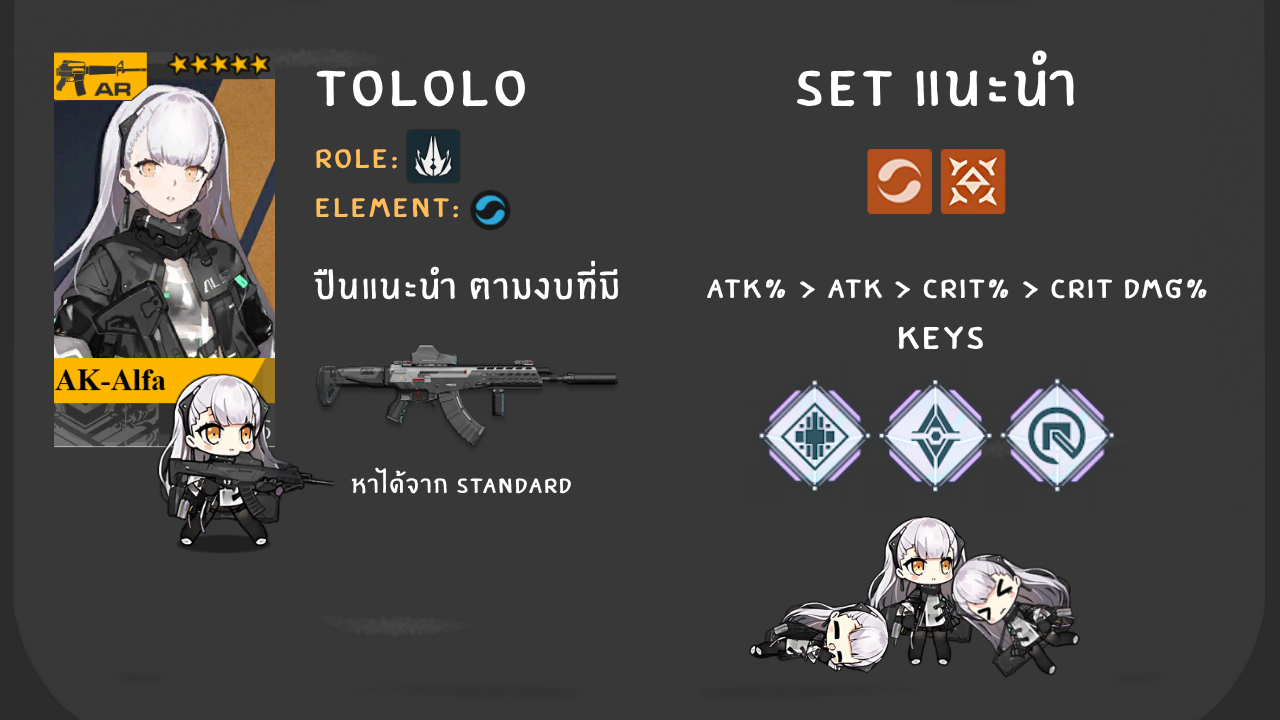 AR
AK-Alfa
TOLOLO
ROLE:
ELEMENT:
ปืนแนะนำ ตามงบที่มี
หาได้จาก STANDARD
SET แนะนำ
ATK% > ATK > CRIT% > CRIT DMG%
KEYS